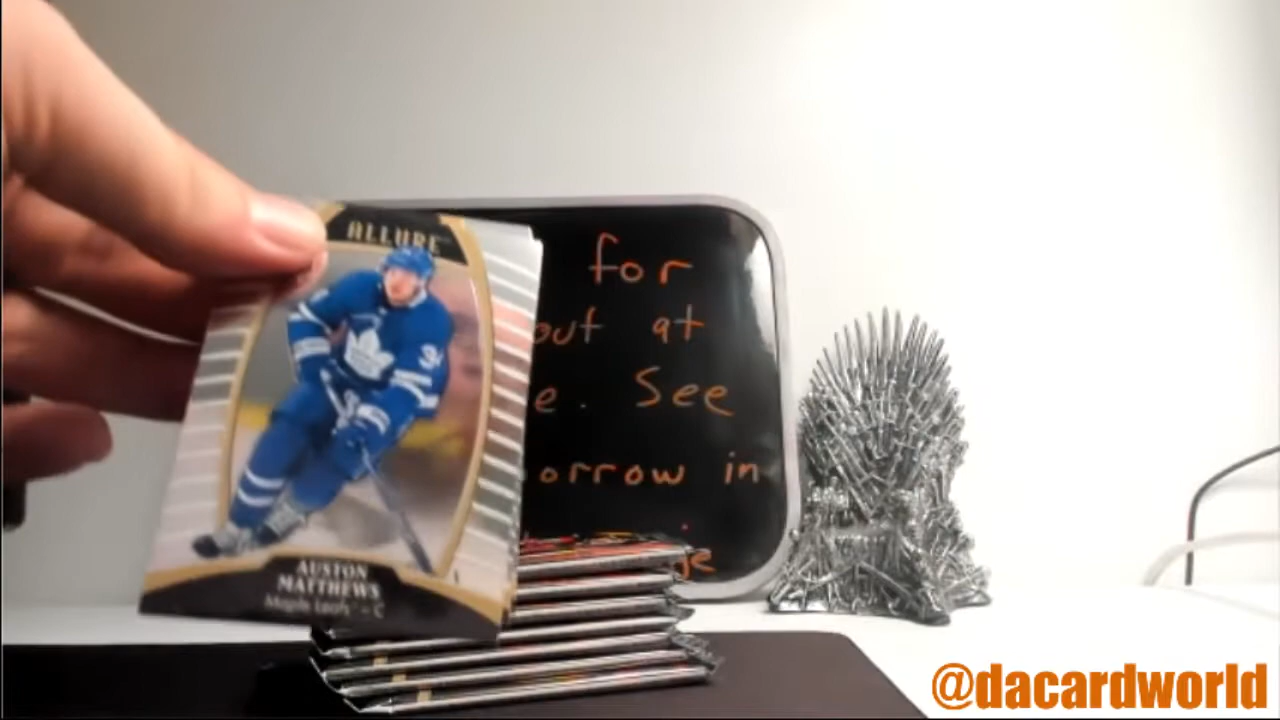 ALLURE
AUSTON
MATTHEWS
Maple Leafs - C
for
out at
e. See
orrow in
@dacardworld